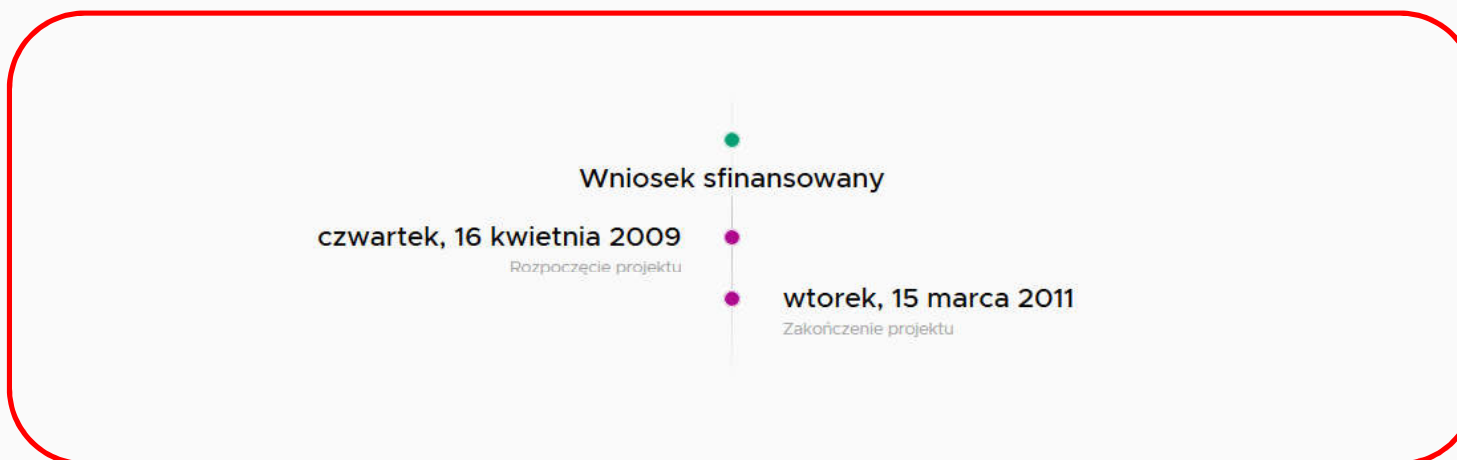 Wniosek sfinansowany
czwartek, 16 kwietnia 2009
Rozpoczęcie projektu
wtorek, 15 marca 2011
Zakończenie projektu